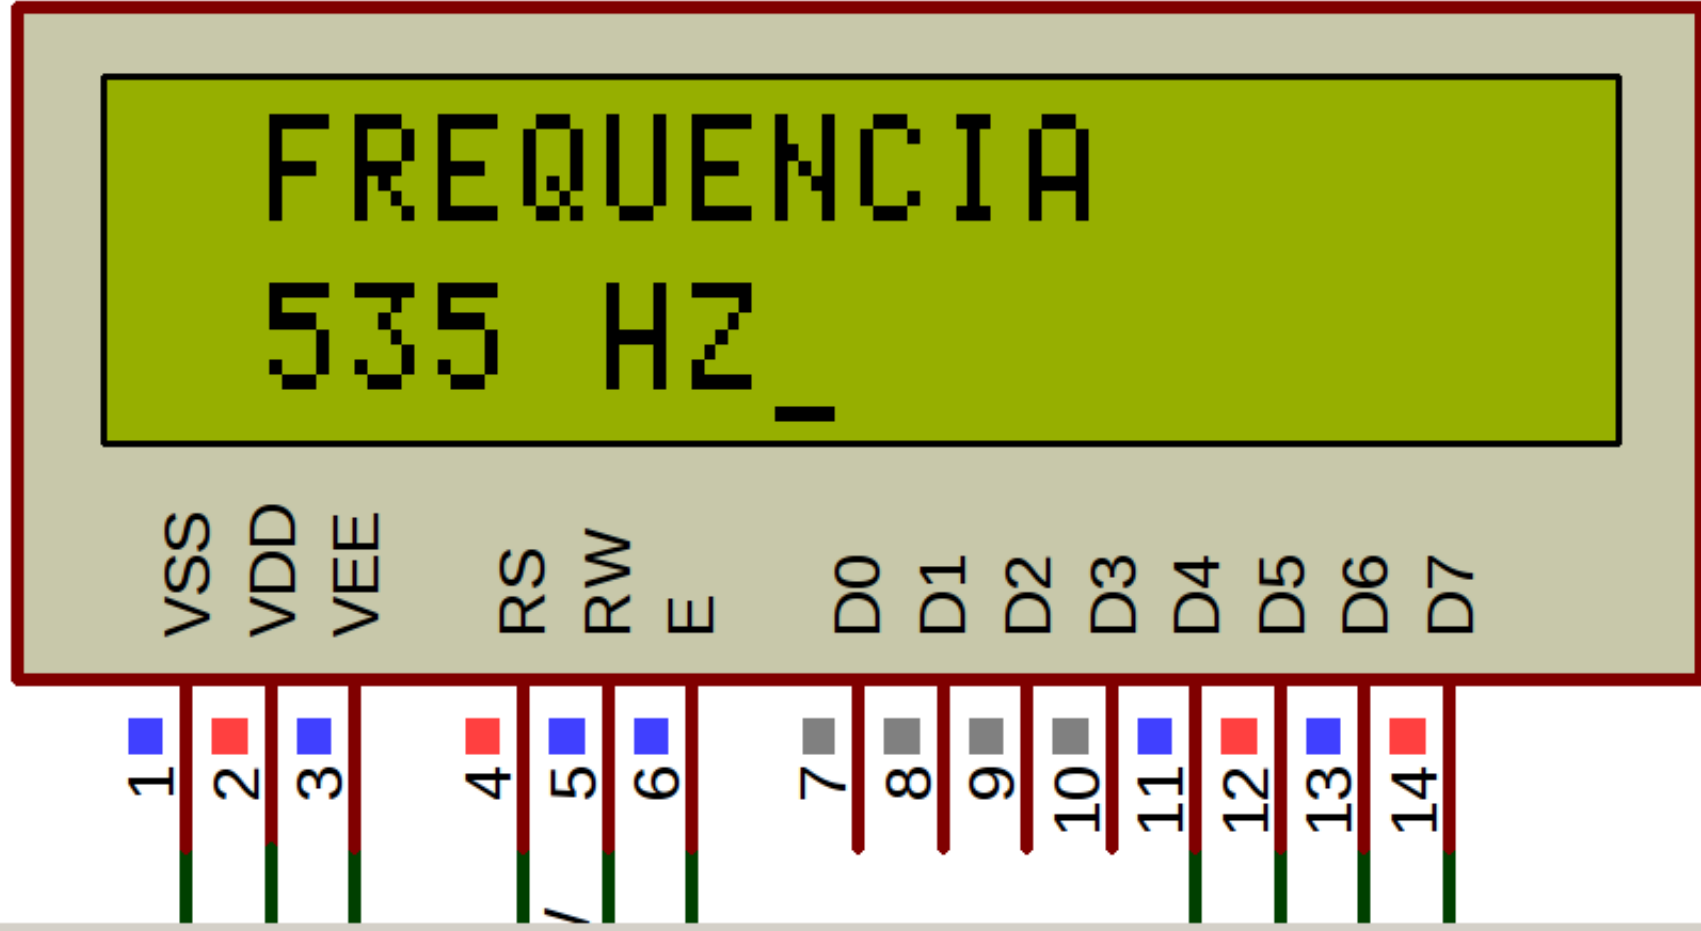 FREQUENCIA
535 HZ_
VSS VDD VEE RS RW E D0 D1 D2 D3 D4 D5 D6 D7
1 2 3 4 5 6 7 8 9 10 11 12 13 14